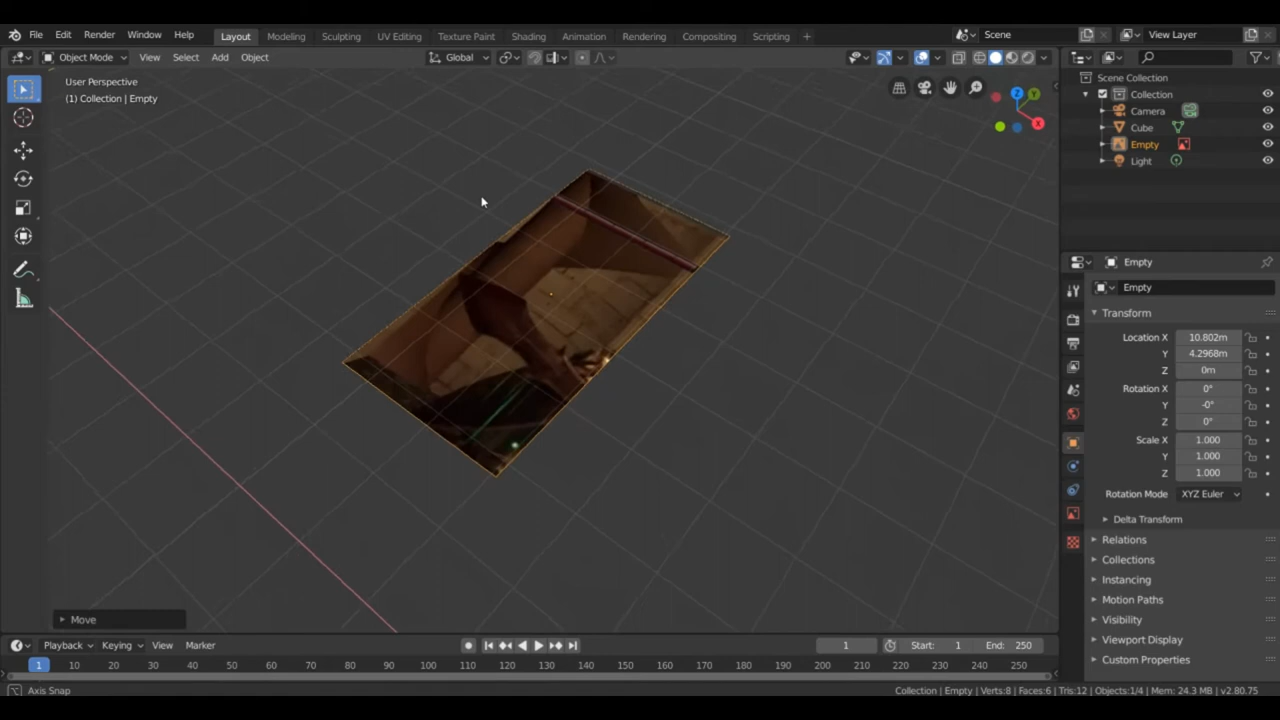 File Edit Render Window Help Layout Modeling Sculpting UV Editing Texture Paint Shading Animation Rendering Compositing Scripting + Scene View Layer
Object Mode View Select Add Object Global
User Perspective
(1) Collection | Empty
Scene Collection
Collection
Camera
Cube
Empty
Light
Z
Y
X
Empty
Empty
Transform
Location X 10.802m
Y 4.2968m
Z 0m
Rotation X 0°
Y -0°
Z 0°
Scale X 1.000
Y 1.000
Z 1.000
Rotation Mode XYZ Euler
Delta Transform
Relations
Collections
Instancing
Motion Paths
Visibility
Viewport Display
Custom Properties
Move
Playback Keying View Marker 1 Start: 1 End: 250
1 10 20 30 40 50 60 70 80 90 100 110 120 130 140 150 160 170 180 190 200 210 220 230 240 250
Axis Snap Collection | Empty | Verts:8 | Faces:6 | Tris:12 | Objects:1/4 | Mem: 24.3 MB | v2.80.75